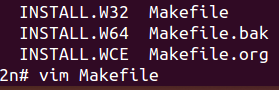 INSTALL.W32 Makefile
INSTALL.W64 Makefile.bak
INSTALL.WCE Makefile.org
2n# vim Makefile